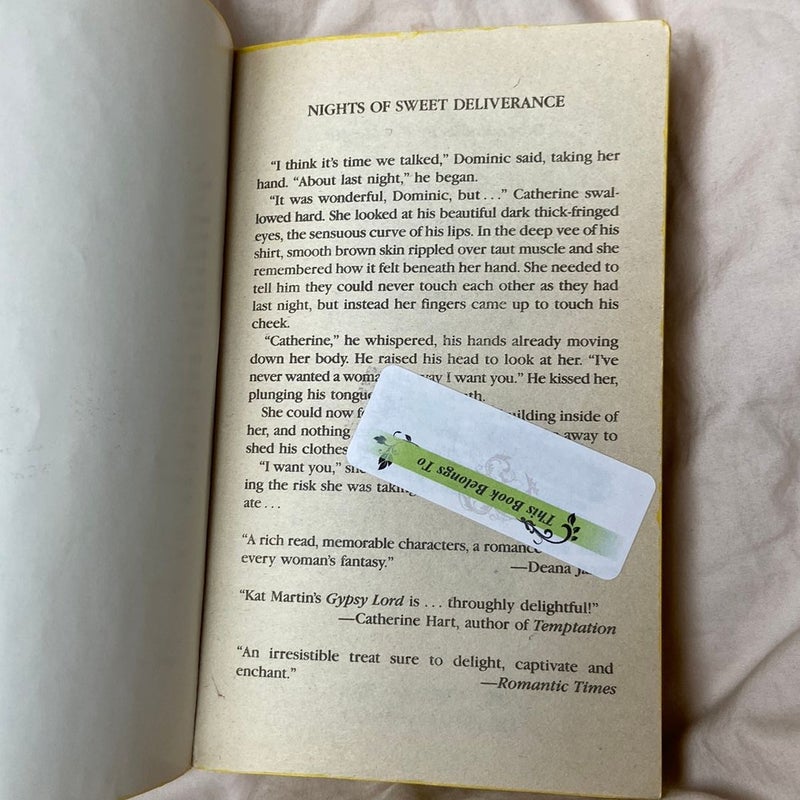 NIGHTS OF SWEET DELIVERANCE
"I think it's time we talked," Dominic said, taking her
hand. "About last night," he began.
"It was wonderful, Dominic, but . . ." Catherine swal-
lowed hard. She looked at his beautiful dark thick-fringed
eyes, the sensuous curve of his lips. In the deep vee of his
shirt, smooth brown skin rippled over taut muscle and she
remembered how it felt beneath her hand. She needed to
tell him they could never touch each other as they had
last night, but instead her fingers came up to touch his
cheek.
"Catherine," he whispered, his hands already moving
down her body. He raised his head to look at her. "I've
never wanted a way I want you." He kissed her,
plunging his
She could now building inside of
her, and nothing away to
shed his clothes
"I want you,"
ing the risk she was
ate . . .
"A rich read, memorable characters, a
every woman's fantasy." —Deana
"Kat Martin's Gypsy Lord is . . . throughly delightful!"
—Catherine Hart, author of Temptation
"An irresistible treat sure to delight, captivate and
enchant." —Romantic Times
This Book Belongs To